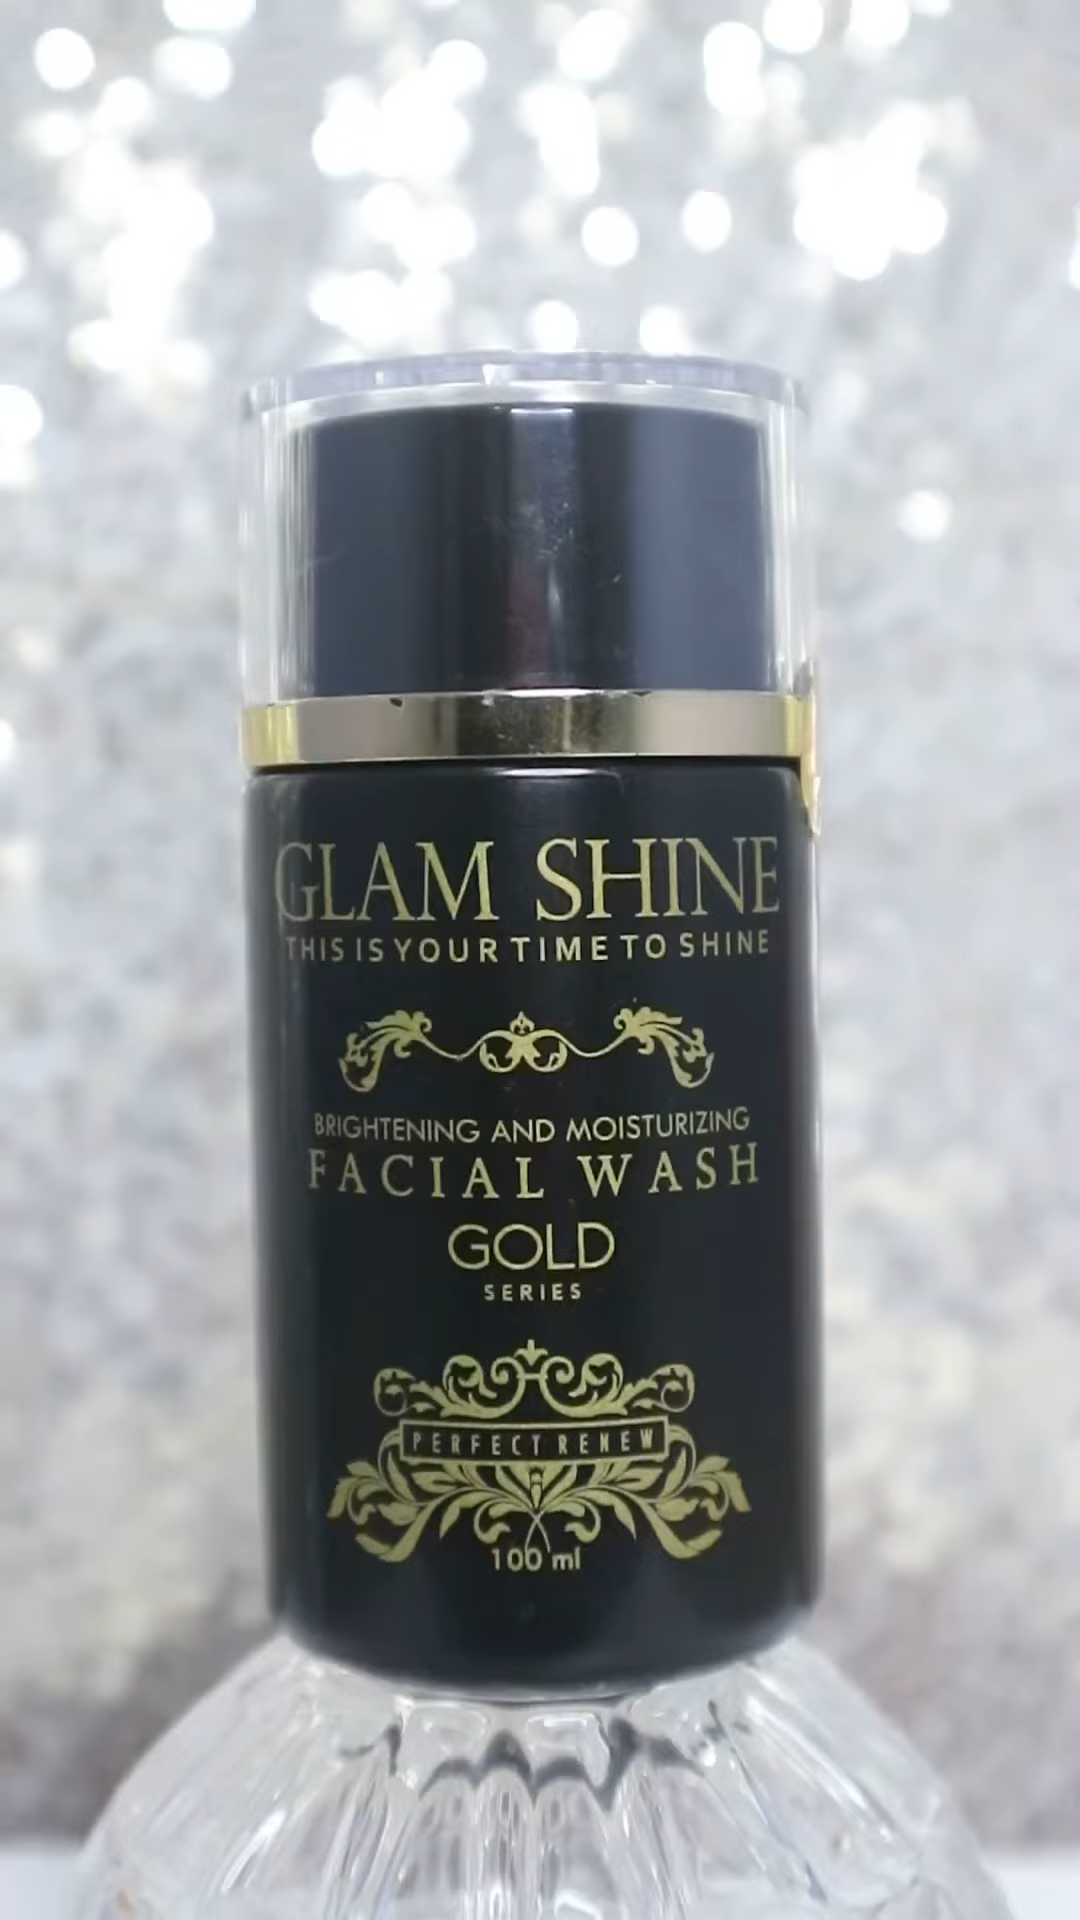 GLAM SHINE
THIS IS YOUR TIME TO SHINE
BRIGHTENING AND MOISTURIZING
FACIAL WASH
GOLD
SERIES
PERFECT RENEW
100 ml